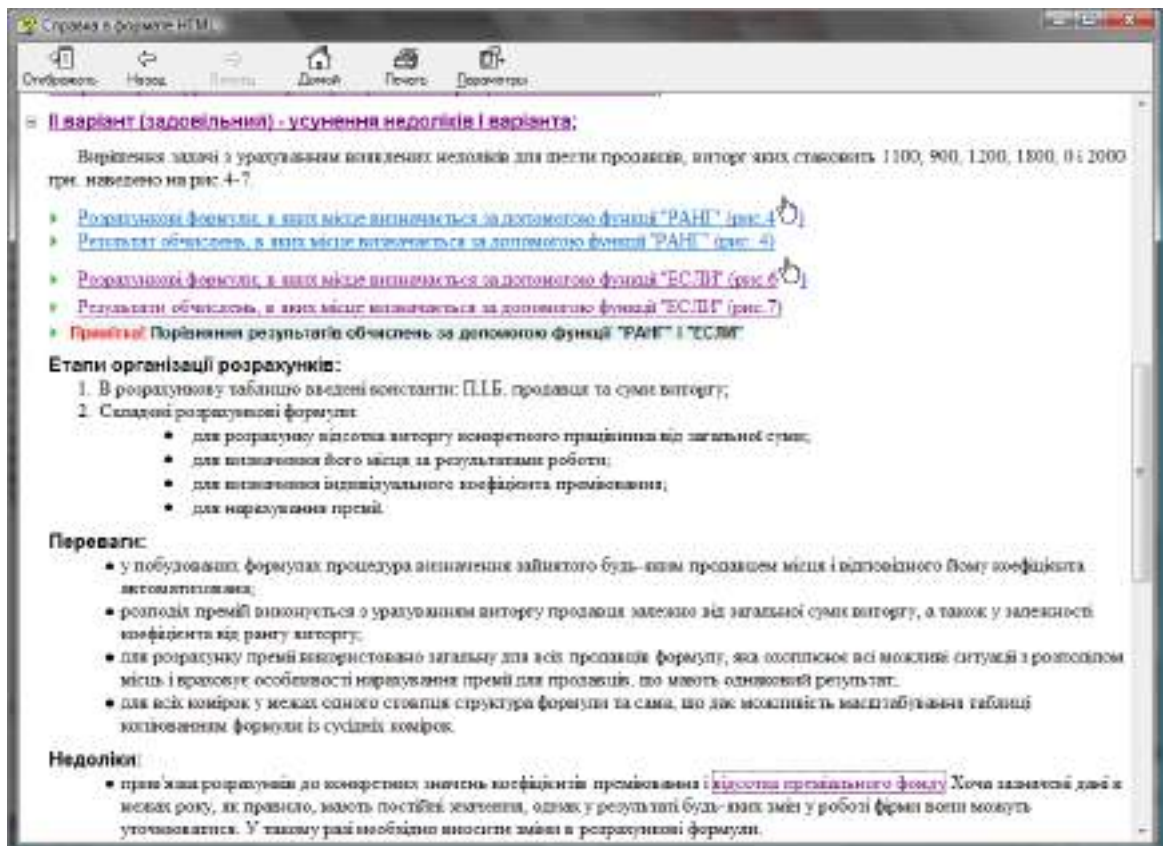 Справка в формате HTML
Отображать Назад Вперед Домой Печать Параметры
ІІ варіант (задовільний) - усунення недоліків І варіанта;
Вирішення задачі з урахуванням виявлених недоліків для шести продавців, виторг яких становить 1100, 900, 1200, 1800, 0 і 2000
грн. наведено на рис. 4-7.
Розрахункові формули, в яких місце визначається за допомогою функції "РАНГ" (рис.4)
Результат обчислень, в яких місце визначається за допомогою функції "РАНГ" (рис. 4)
Розрахункові формули, в яких місце визначається за допомогою функції "ЕСЛИ" (рис.6)
Результати обчислень, в яких місце визначається за допомогою функції "ЕСЛИ" (рис.7)
Примітка! Порівняння результатів обчислень за допомогою функції "РАНГ" і "ЕСЛИ"
Етапи організації розрахунків:
1. В розрахункову таблицю введені константи: П.І.Б. продавця та суми виторгу;
2. Складені розрахункові формули:
• для розрахунку відсотка виторгу конкретного працівника від загальної суми;
• для визначення його місця за результатами роботи;
• для визначення індивідуального коефіцієнта преміювання;
• для нарахування премії.
Переваги:
• у побудованих формулах процедура визначення зайнятого будь-яким продавцем місця і відповідного йому коефіцієнта
автоматизована;
• розподіл премій виконується з урахуванням виторгу продавця залежно від загальної суми виторгу, а також у залежності
коефіцієнта від рангу виторгу;
• для розрахунку премії використовано загальну для всіх продавців формулу, яка охоплює всі можливі ситуації з розподілом
місць і враховує особливості нарахування премії для продавців, що мають однаковий результат;
• для всіх комірок у межах одного стовпця структура формули та сама, що дає можливість масштабування таблиці
копіюванням формули із сусідніх комірок.
Недоліки:
• прив'язка розрахунків до конкретних значень коефіцієнтів преміювання і відсотка преміального фонду. Хоча зазначені дані в
межах року, як правило, мають постійні значення, однак у результаті будь-яких змін у роботі фірми вони можуть
уточнюватися. У такому разі необхідно вносити зміни в розрахункові формули.